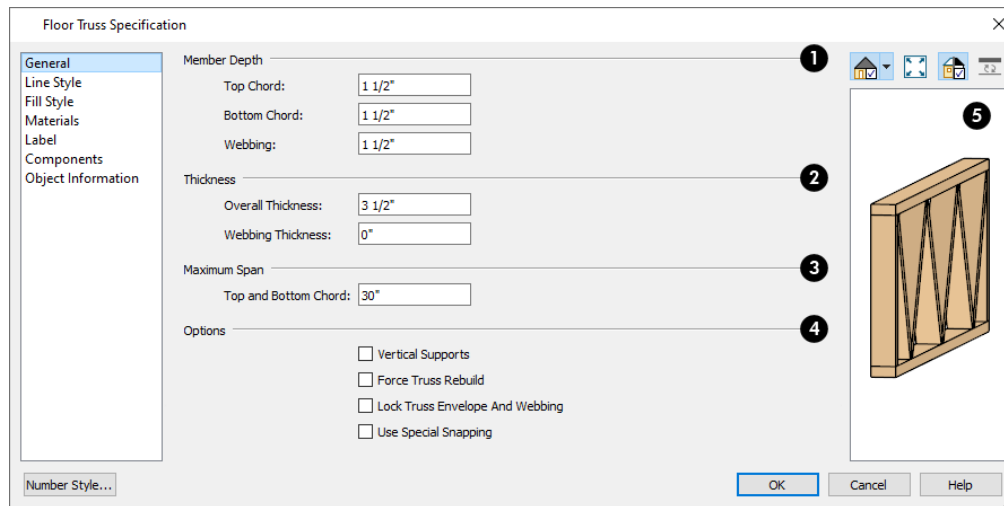 Floor Truss Specification
General
Line Style
Fill Style
Materials
Label
Components
Object Information
Member Depth 1
Top Chord: 1 1/2"
Bottom Chord: 1 1/2"
Webbing: 1 1/2"
Thickness 2
Overall Thickness: 3 1/2"
Webbing Thickness: 0"
Maximum Span 3
Top and Bottom Chord: 30"
Options 4
Vertical Supports
Force Truss Rebuild
Lock Truss Envelope And Webbing
Use Special Snapping
5
Number Style...
OK
Cancel
Help